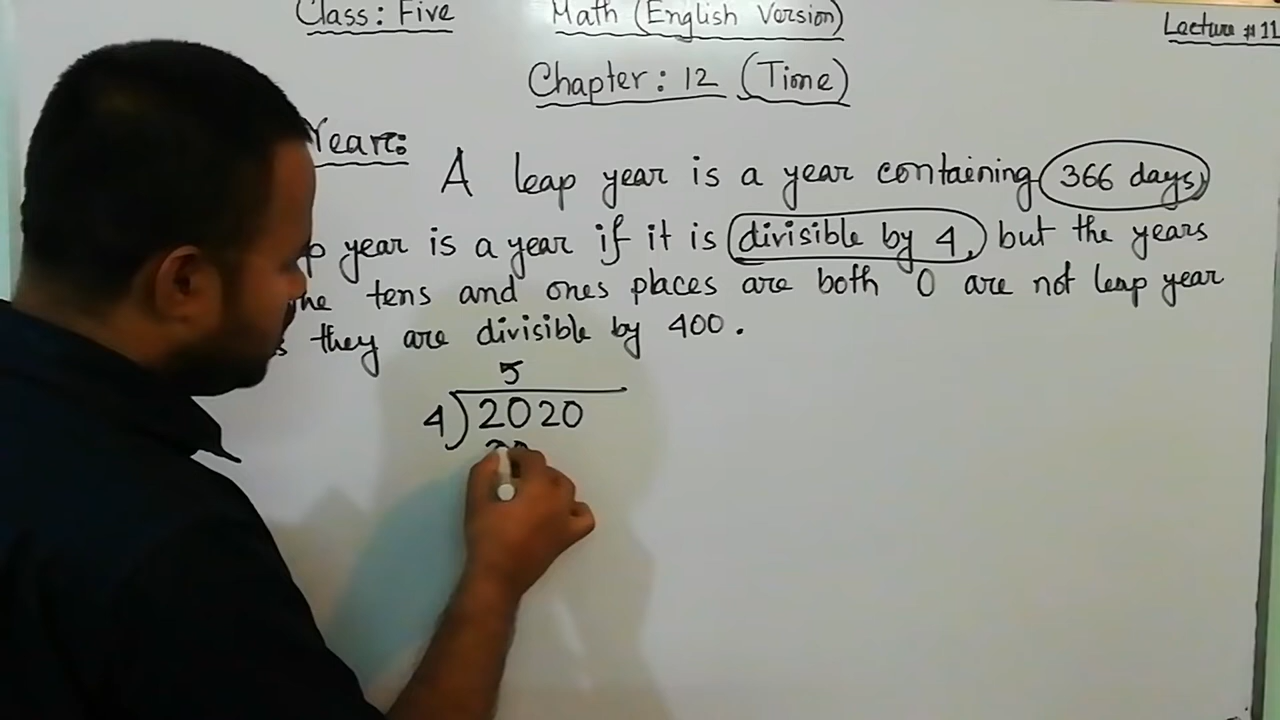 Class: Five Math (English Version) Lecture # 11
Chapter: 12 (Time)
Year:
A leap year is a year containing 366 days,
year is a year if it is divisible by 4, but the years
tens and ones places are both 0 are not leap year
they are divisible by 400.
5
4)2020